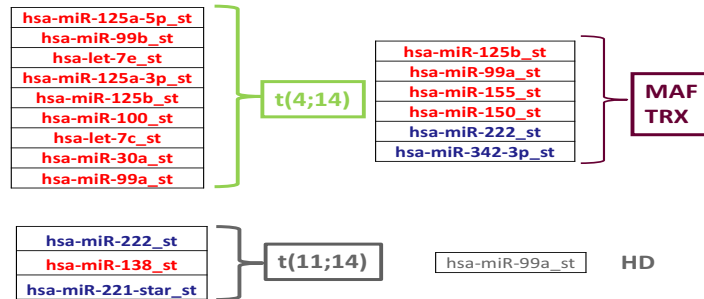 hsa-miR-125a-5p_st
hsa-miR-99b_st
hsa-let-7e_st
hsa-miR-125a-3p_st
hsa-miR-125b_st
hsa-miR-100_st
hsa-let-7c_st
hsa-miR-30a_st
hsa-miR-99a_st
t(4;14)
hsa-miR-125b_st
hsa-miR-99a_st
hsa-miR-155_st
hsa-miR-150_st
hsa-miR-222_st
hsa-miR-342-3p_st
MAF
TRX
hsa-miR-222_st
hsa-miR-138_st
hsa-miR-221-star_st
t(11;14)
hsa-miR-99a_st
HD